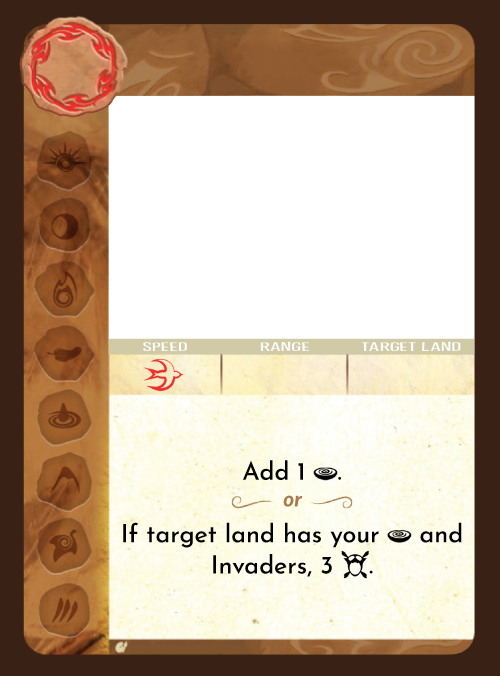 SPEED RANGE TARGET LAND
Add 1 .
or
If target land has your and
Invaders, 3 .